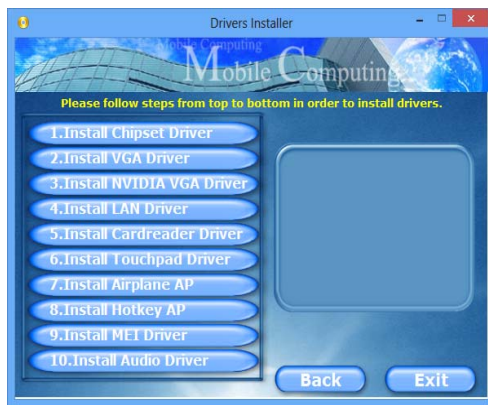 Drivers Installer
Mobile Computing
Mobile Computing
Please follow steps from top to bottom in order to install drivers.
1.Install Chipset Driver
2.Install VGA Driver
3.Install NVIDIA VGA Driver
4.Install LAN Driver
5.Install Cardreader Driver
6.Install Touchpad Driver
7.Install Airplane AP
8.Install Hotkey AP
9.Install MEI Driver
10.Install Audio Driver
Back
Exit